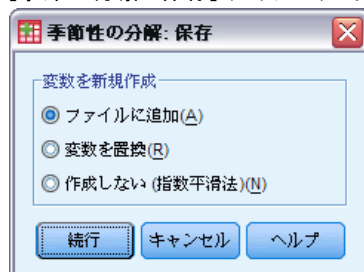 季節性の分解: 保存
変数を新規作成
ファイルに追加(A)
変数を置換(R)
作成しない (指数平滑法)(N)
続行 キャンセル ヘルプ